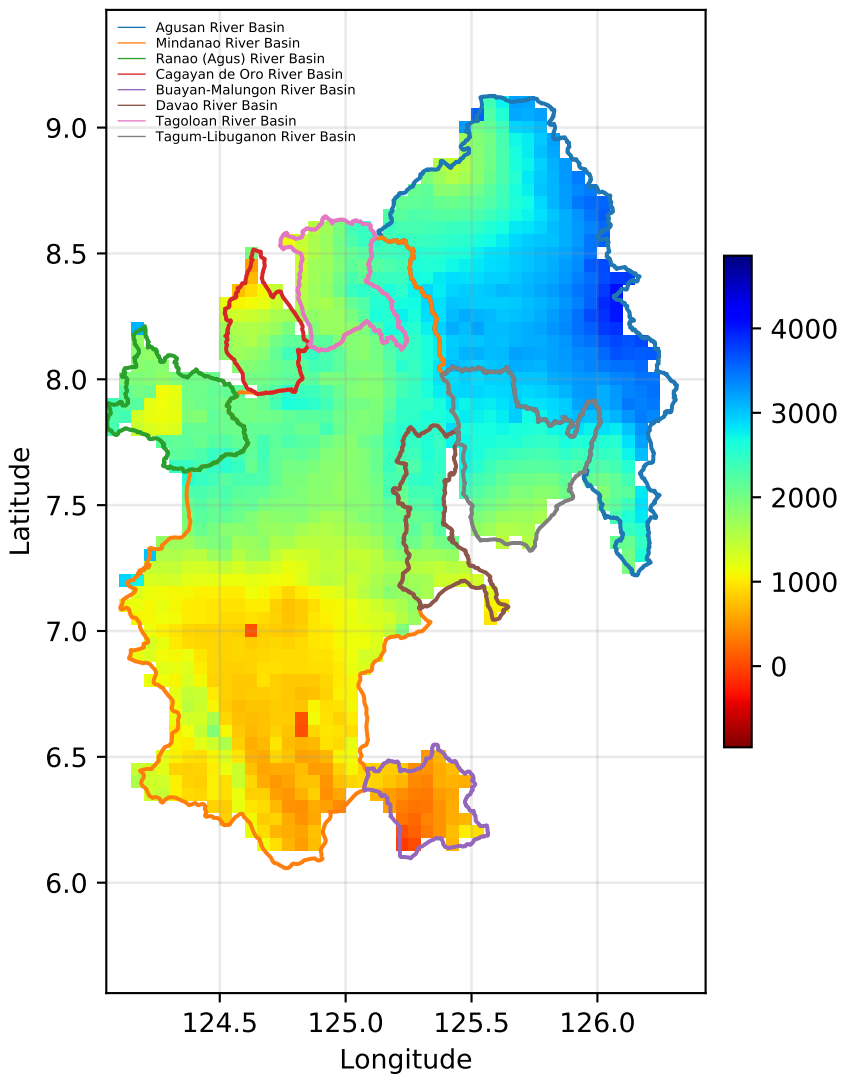 Agusan River Basin
Mindanao River Basin
Ranao (Agus) River Basin
Cagayan de Oro River Basin
Buayan-Malungon River Basin
Davao River Basin
Tagoloan River Basin
Tagum-Libuganon River Basin
9.0
8.5
8.0
7.5
7.0
6.5
6.0
Latitude
124.5 125.0 125.5 126.0
Longitude
4000
3000
2000
1000
0